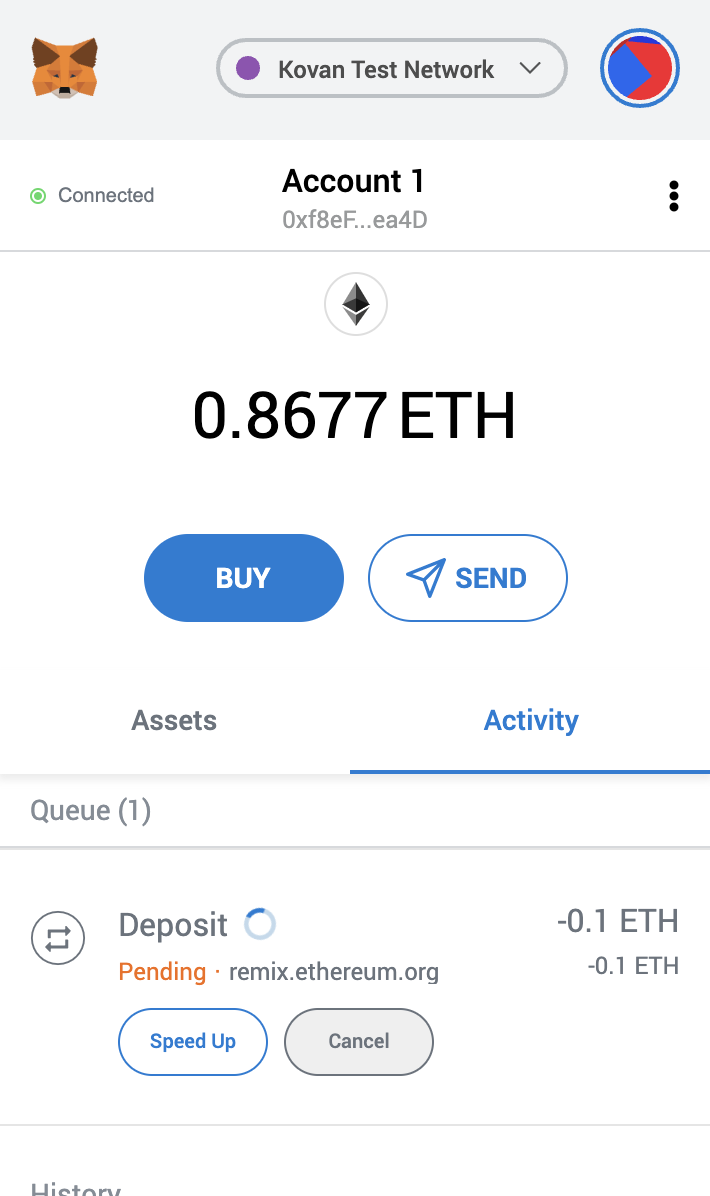 Kovan Test Network
Connected
Account 1
0xf8eF...ea4D
0.8677 ETH
BUY
SEND
Assets
Activity
Queue (1)
Deposit
-0.1 ETH
Pending · remix.ethereum.org
-0.1 ETH
Speed Up
Cancel
History